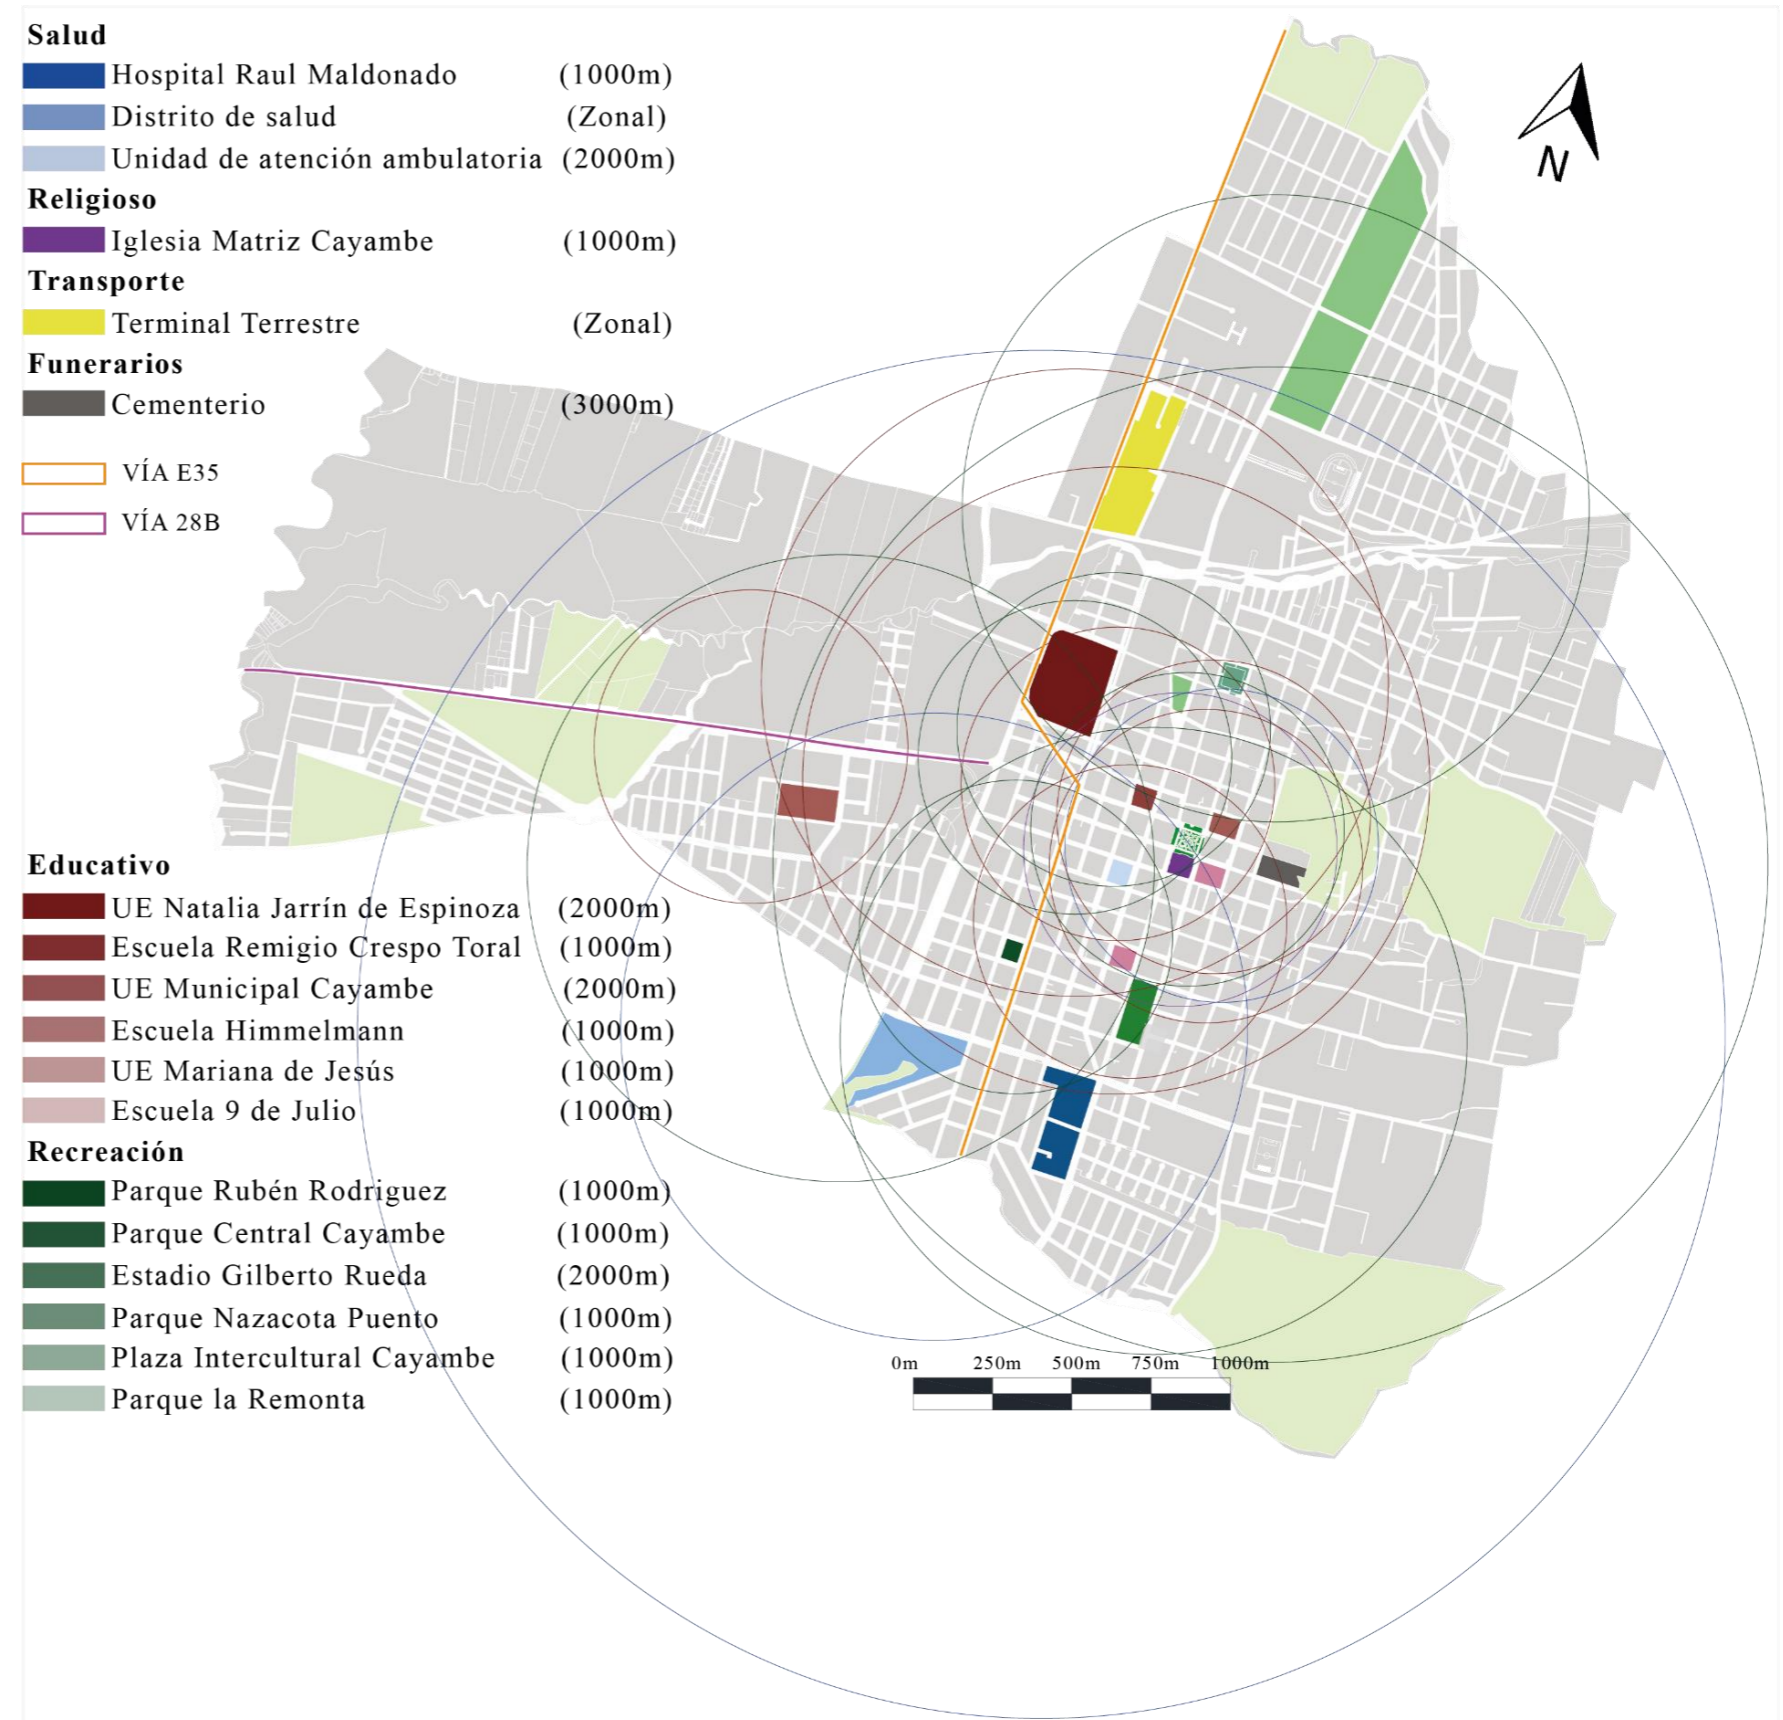 Salud
Hospital Raul Maldonado (1000m)
Distrito de salud (Zonal)
Unidad de atención ambulatoria (2000m)
Religioso
Iglesia Matriz Cayambe (1000m)
Transporte
Terminal Terrestre (Zonal)
Funerarios
Cementerio (3000m)
VÍA E35
VÍA 28B
N
Educativo
UE Natalia Jarrín de Espinoza (2000m)
Escuela Remigio Crespo Toral (1000m)
UE Municipal Cayambe (2000m)
Escuela Himmelmann (1000m)
UE Mariana de Jesús (1000m)
Escuela 9 de Julio (1000m)
Recreación
Parque Rubén Rodriguez (1000m)
Parque Central Cayambe (1000m)
Estadio Gilberto Rueda (2000m)
Parque Nazacota Puento (1000m)
Plaza Intercultural Cayambe (1000m)
Parque la Remonta (1000m)
0m 250m 500m 750m 1000m